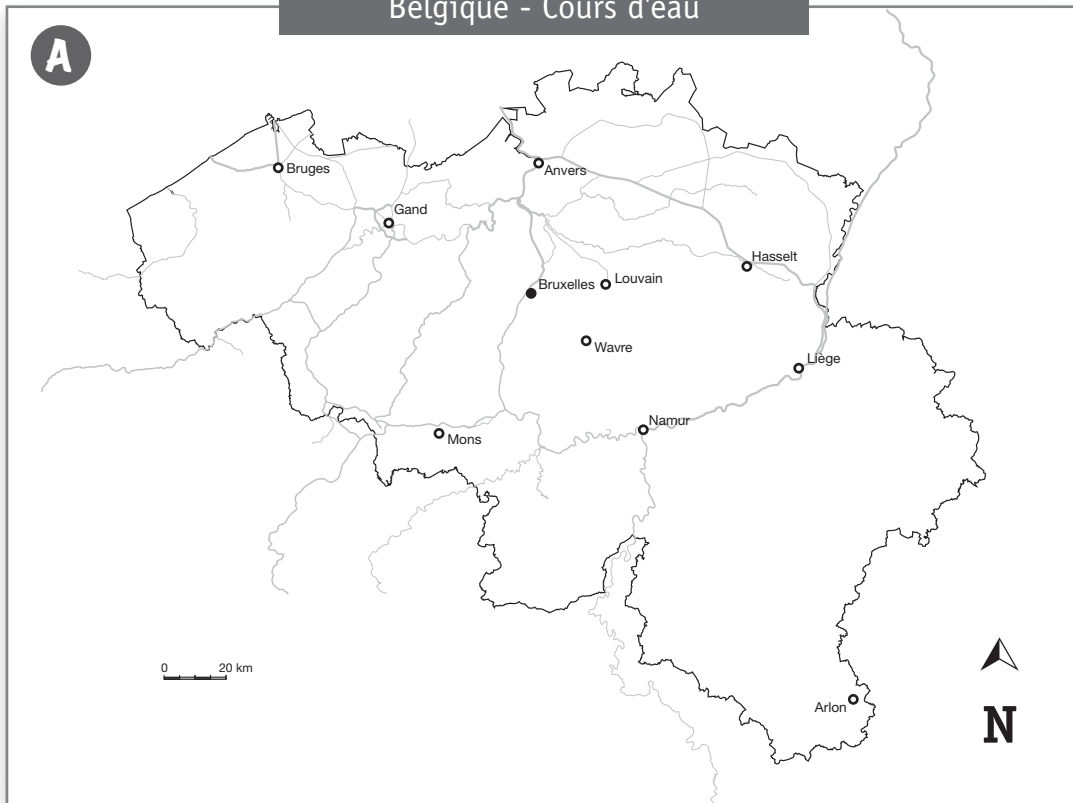 Belgique - Cours d'eau
A
Bruges
Anvers
Gand
Hasselt
Louvain
Bruxelles
Wavre
Liège
Namur
Mons
0 20 km
Arlon
N